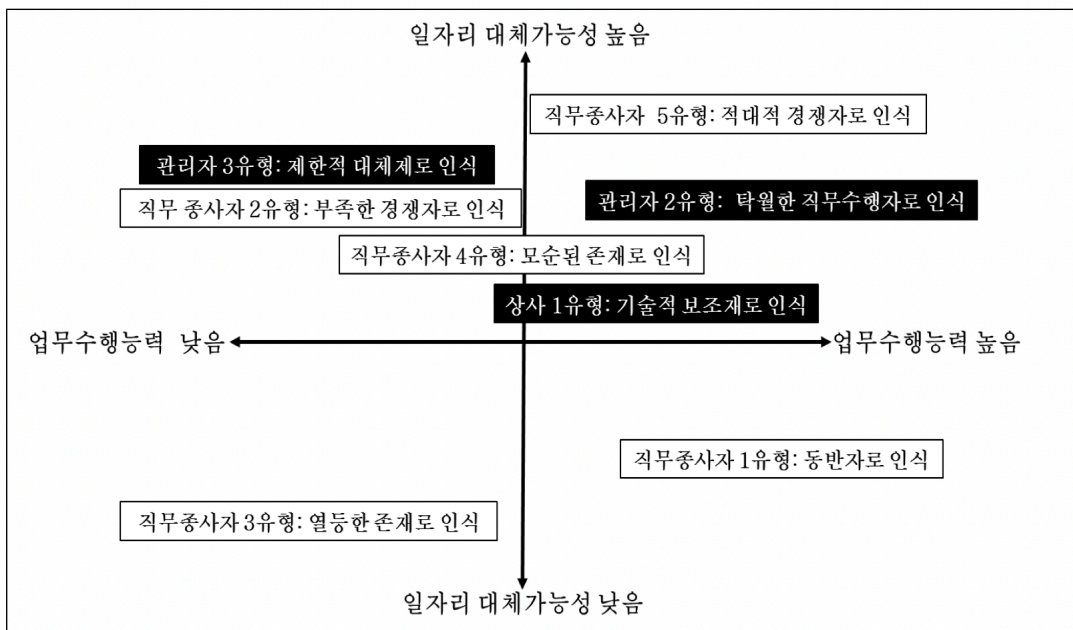 일자리 대체가능성 높음
직무종사자 5유형: 적대적 경쟁자로 인식
관리자 3유형: 제한적 대체제로 인식
직무 종사자 2유형: 부족한 경쟁자로 인식
관리자 2유형: 탁월한 직무수행자로 인식
직무종사자 4유형: 모순된 존재로 인식
상사 1유형: 기술적 보조재로 인식
업무수행능력 낮음
업무수행능력 높음
직무종사자 1유형: 동반자로 인식
직무종사자 3유형: 열등한 존재로 인식
일자리 대체가능성 낮음